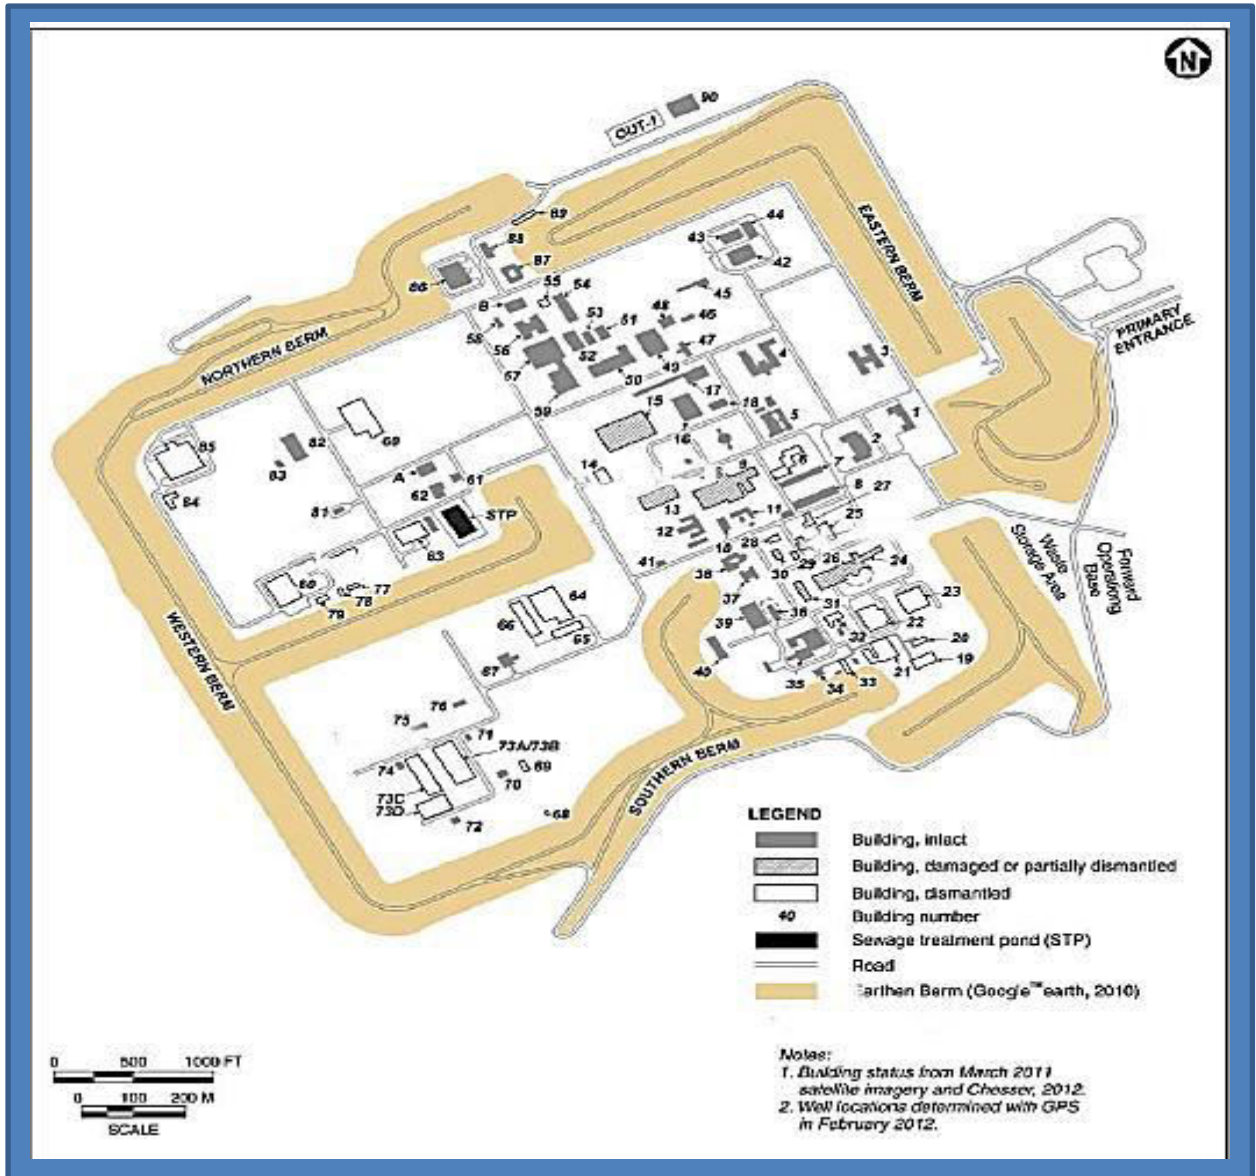 N
90
OUT-1
89
44
88
43
EASTERN BERM
87
42
86
55
54
B
45
53
48
46
58
51
PRIMARY
ENTRANCE
56
52
47
NORTHERN BERM
57
49
4
3
50
17
59
15
18
5
1
85
82
60
16
2
14
9
6
7
83
A
61
8
27
84
62
13
81
STP
11
25
12
63
10
28
Waste
Storage Area
Forward
Operating
Base
26
24
41
29
38
30
77
37
31
23
80
78
64
36
79
66
39
22
65
32
20
WESTERN BERM
67
40
19
35
21
34
33
76
75
71
73A/73B
SOUTHERN BERM
74
69
70
73C
73D
68
72
LEGEND
Building, intact
Building, damaged or partially dismantled
Building, dismantled
40
Building number
Sewage treatment pond (STP)
Road
Earthen Berm (Google™earth, 2010)
0 500 1000 FT
0 100 200 M
SCALE
Notes:
1. Building status from March 2011
satellite imagery and Chesser, 2012.
2. Well locations determined with GPS
in February 2012.